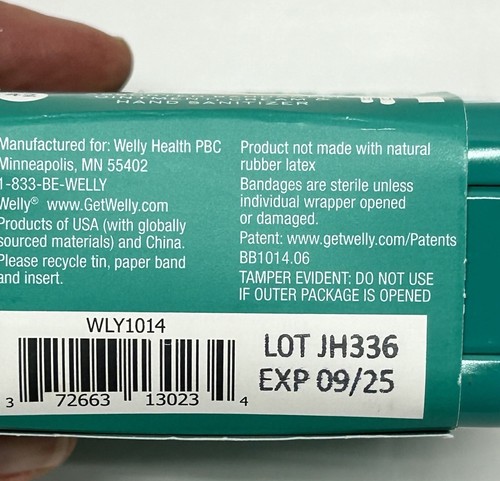 42
HAND SANITIZER
Manufactured for: Welly Health PBC
Minneapolis, MN 55402
1-833-BE-WELLY
Welly® www.GetWelly.com
Products of USA (with globally
sourced materials) and China.
Please recycle tin, paper band
and insert.
Product not made with natural
rubber latex
Bandages are sterile unless
individual wrapper opened
or damaged.
Patent: www.getwelly.com/Patents
BB1014.06
TAMPER EVIDENT: DO NOT USE
IF OUTER PACKAGE IS OPENED
WLY1014
3 72663 13023 4
LOT JH336
EXP 09/25